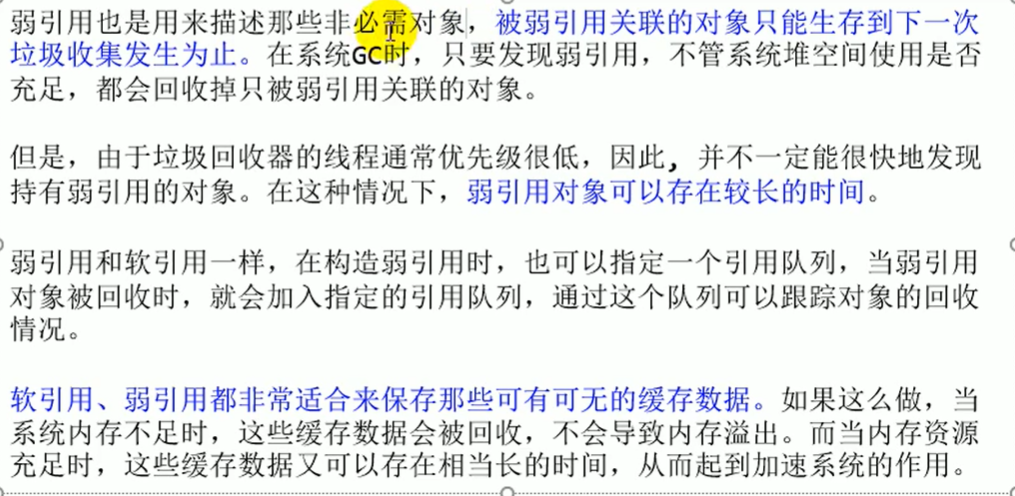 弱引用也是用来描述那些非必需对象，被弱引用关联的对象只能生存到下一次
垃圾收集发生为止。在系统GC时，只要发现弱引用，不管系统堆空间使用是否
充足，都会回收掉只被弱引用关联的对象。
但是，由于垃圾回收器的线程通常优先级很低，因此，并不一定能很快地发现
持有弱引用的对象。在这种情况下，弱引用对象可以存在较长的时间。
弱引用和软引用一样，在构造弱引用时，也可以指定一个引用队列，当弱引用
对象被回收时，就会加入指定的引用队列，通过这个队列可以跟踪对象的回收
情况。
软引用、弱引用都非常适合来保存那些可有可无的缓存数据。如果这么做，当
系统内存不足时，这些缓存数据会被回收，不会导致内存溢出。而当内存资源
充足时，这些缓存数据又可以存在相当长的时间，从而起到加速系统的作用。